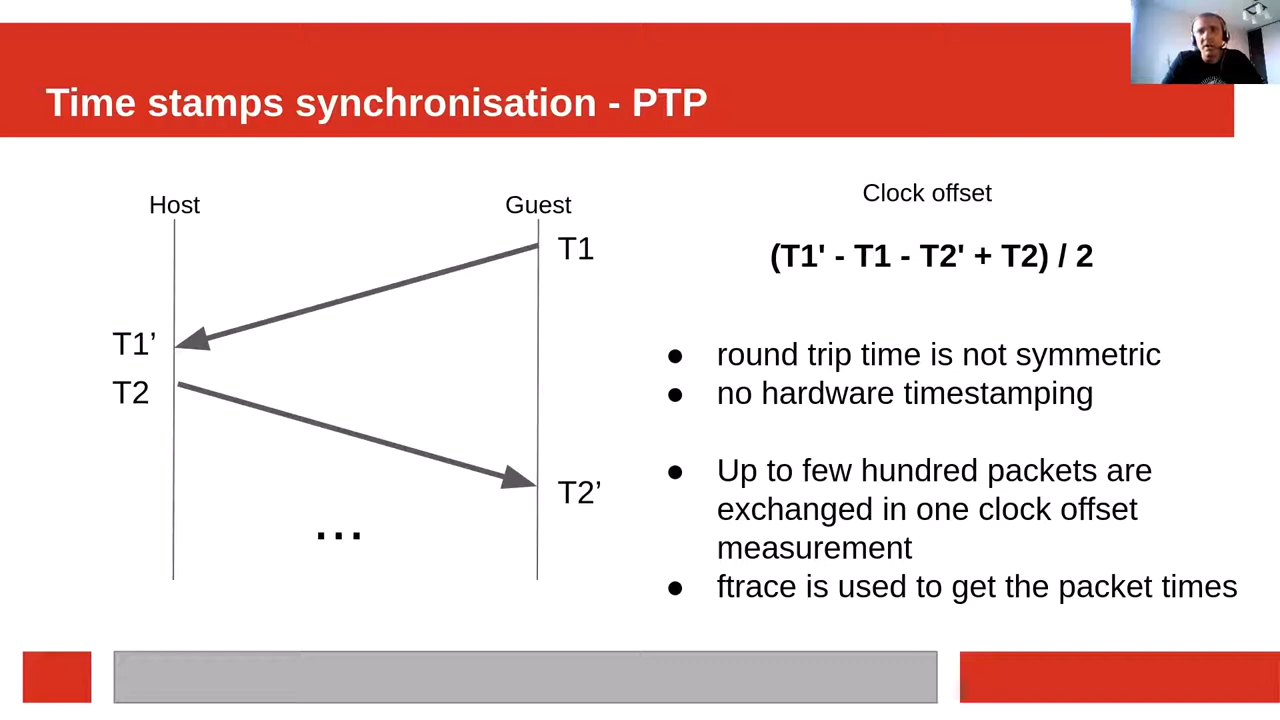 Time stamps synchronisation - PTP
Host
Guest
T1
T1’
T2
T2’
...
Clock offset
(T1' - T1 - T2' + T2) / 2
● round trip time is not symmetric
● no hardware timestamping
● Up to few hundred packets are
exchanged in one clock offset
measurement
● ftrace is used to get the packet times